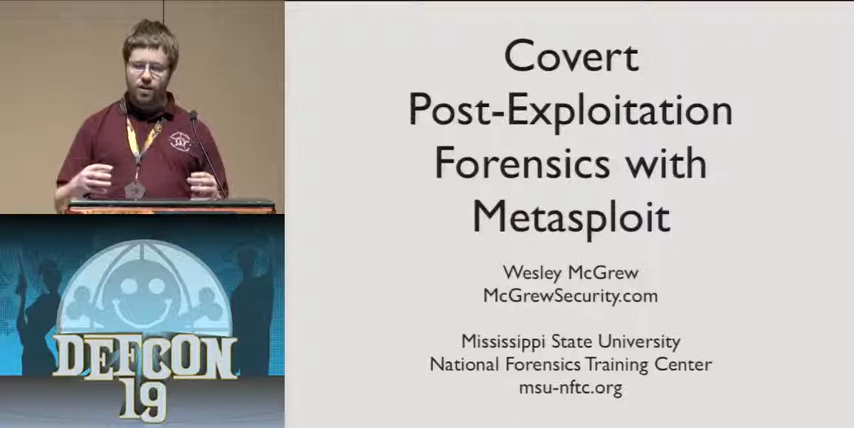 Covert
Post-Exploitation
Forensics with
Metasploit
Wesley McGrew
McGrewSecurity.com
Mississippi State University
National Forensics Training Center
msu-nftc.org
DEFCON
19